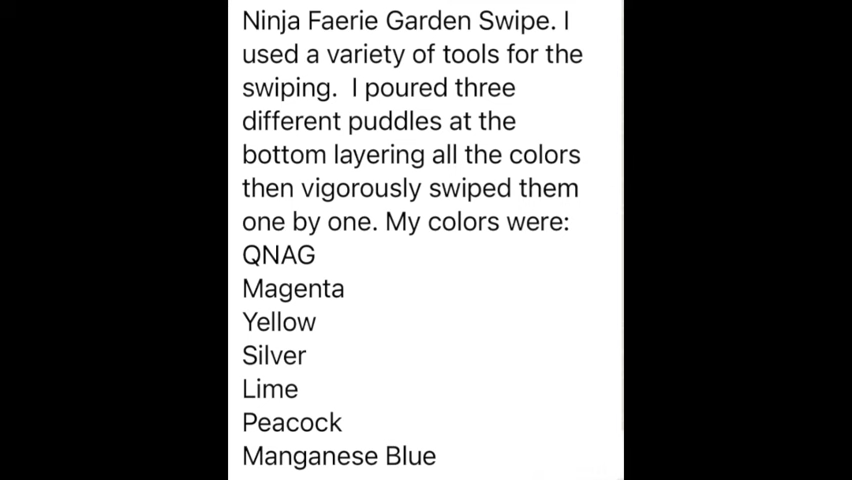 Ninja Faerie Garden Swipe. I
used a variety of tools for the
swiping.  I poured three
different puddles at the
bottom layering all the colors
then vigorously swiped them
one by one. My colors were:
QNAG
Magenta
Yellow
Silver
Lime
Peacock
Manganese Blue